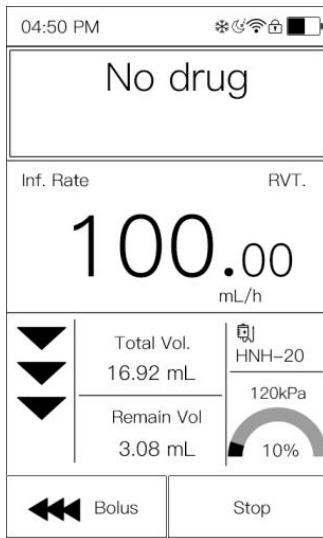 04:50 PM
No drug
Inf. Rate
RVT.
100.00
mL/h
Total Vol.
16.92 mL
Remain Vol
3.08 mL
HNH-20
120kPa
10%
Bolus
Stop